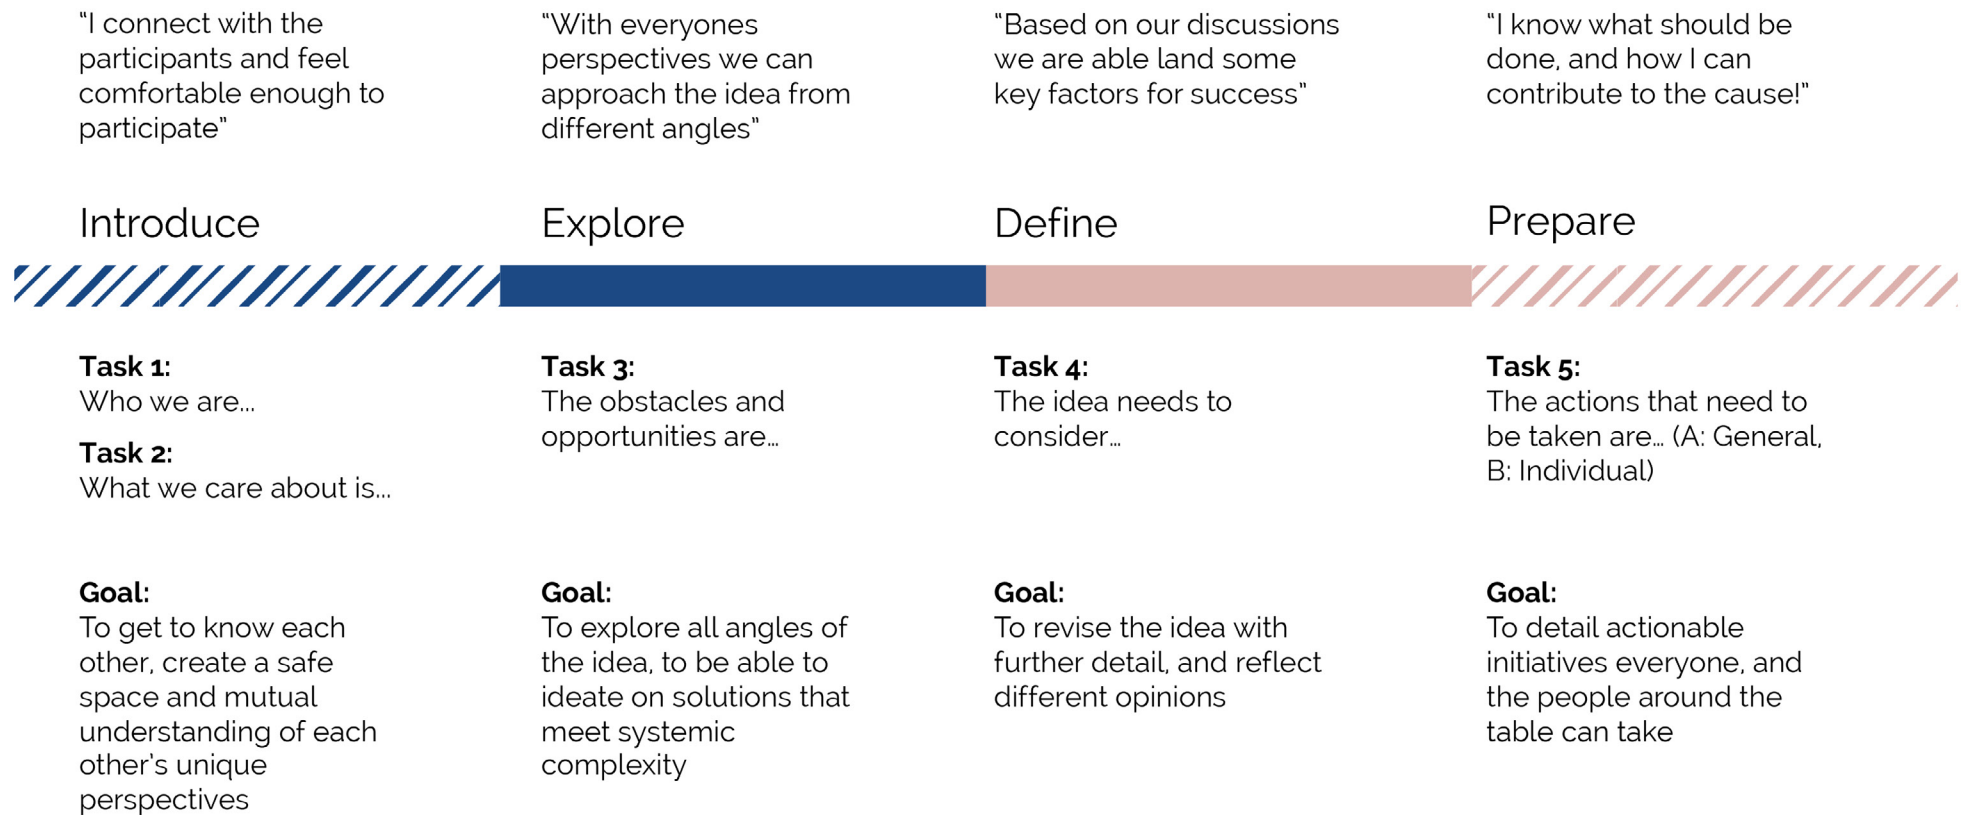 “I connect with the
participants and feel
comfortable enough to
participate”
“With everyones
perspectives we can
approach the idea from
different angles”
“Based on our discussions
we are able land some
key factors for success”
“I know what should be
done, and how I can
contribute to the cause!”
Introduce
Explore
Define
Prepare
Task 1:
Who we are...
Task 2:
What we care about is...
Task 3:
The obstacles and
opportunities are...
Task 4:
The idea needs to
consider...
Task 5:
The actions that need to
be taken are... (A: General,
B: Individual)
Goal:
To get to know each
other, create a safe
space and mutual
understanding of each
other's unique
perspectives
Goal:
To explore all angles of
the idea, to be able to
ideate on solutions that
meet systemic
complexity
Goal:
To revise the idea with
further detail, and reflect
different opinions
Goal:
To detail actionable
initiatives everyone, and
the people around the
table can take